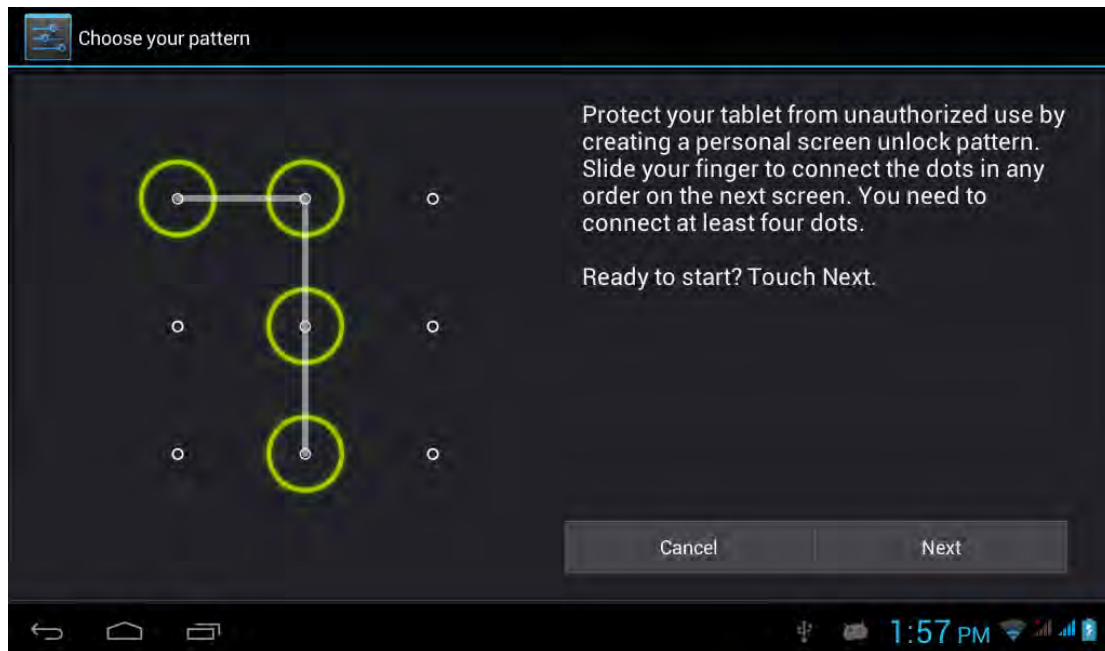 Choose your pattern
Protect your tablet from unauthorized use by
creating a personal screen unlock pattern.
Slide your finger to connect the dots in any
order on the next screen. You need to
connect at least four dots.
Ready to start? Touch Next.
Cancel
Next
1:57 PM